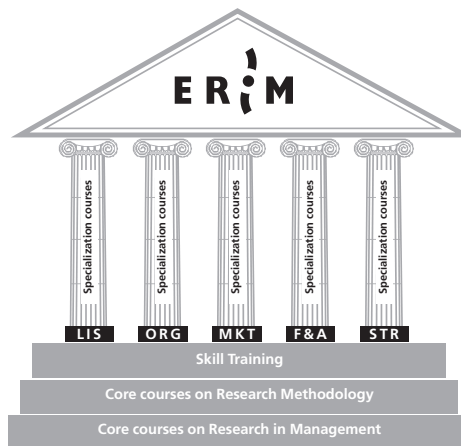 ERIM
Specialization courses
Specialization courses
Specialization courses
Specialization courses
Specialization courses
LIS
ORG
MKT
F&A
STR
Skill Training
Core courses on Research Methodology
Core courses on Research in Management